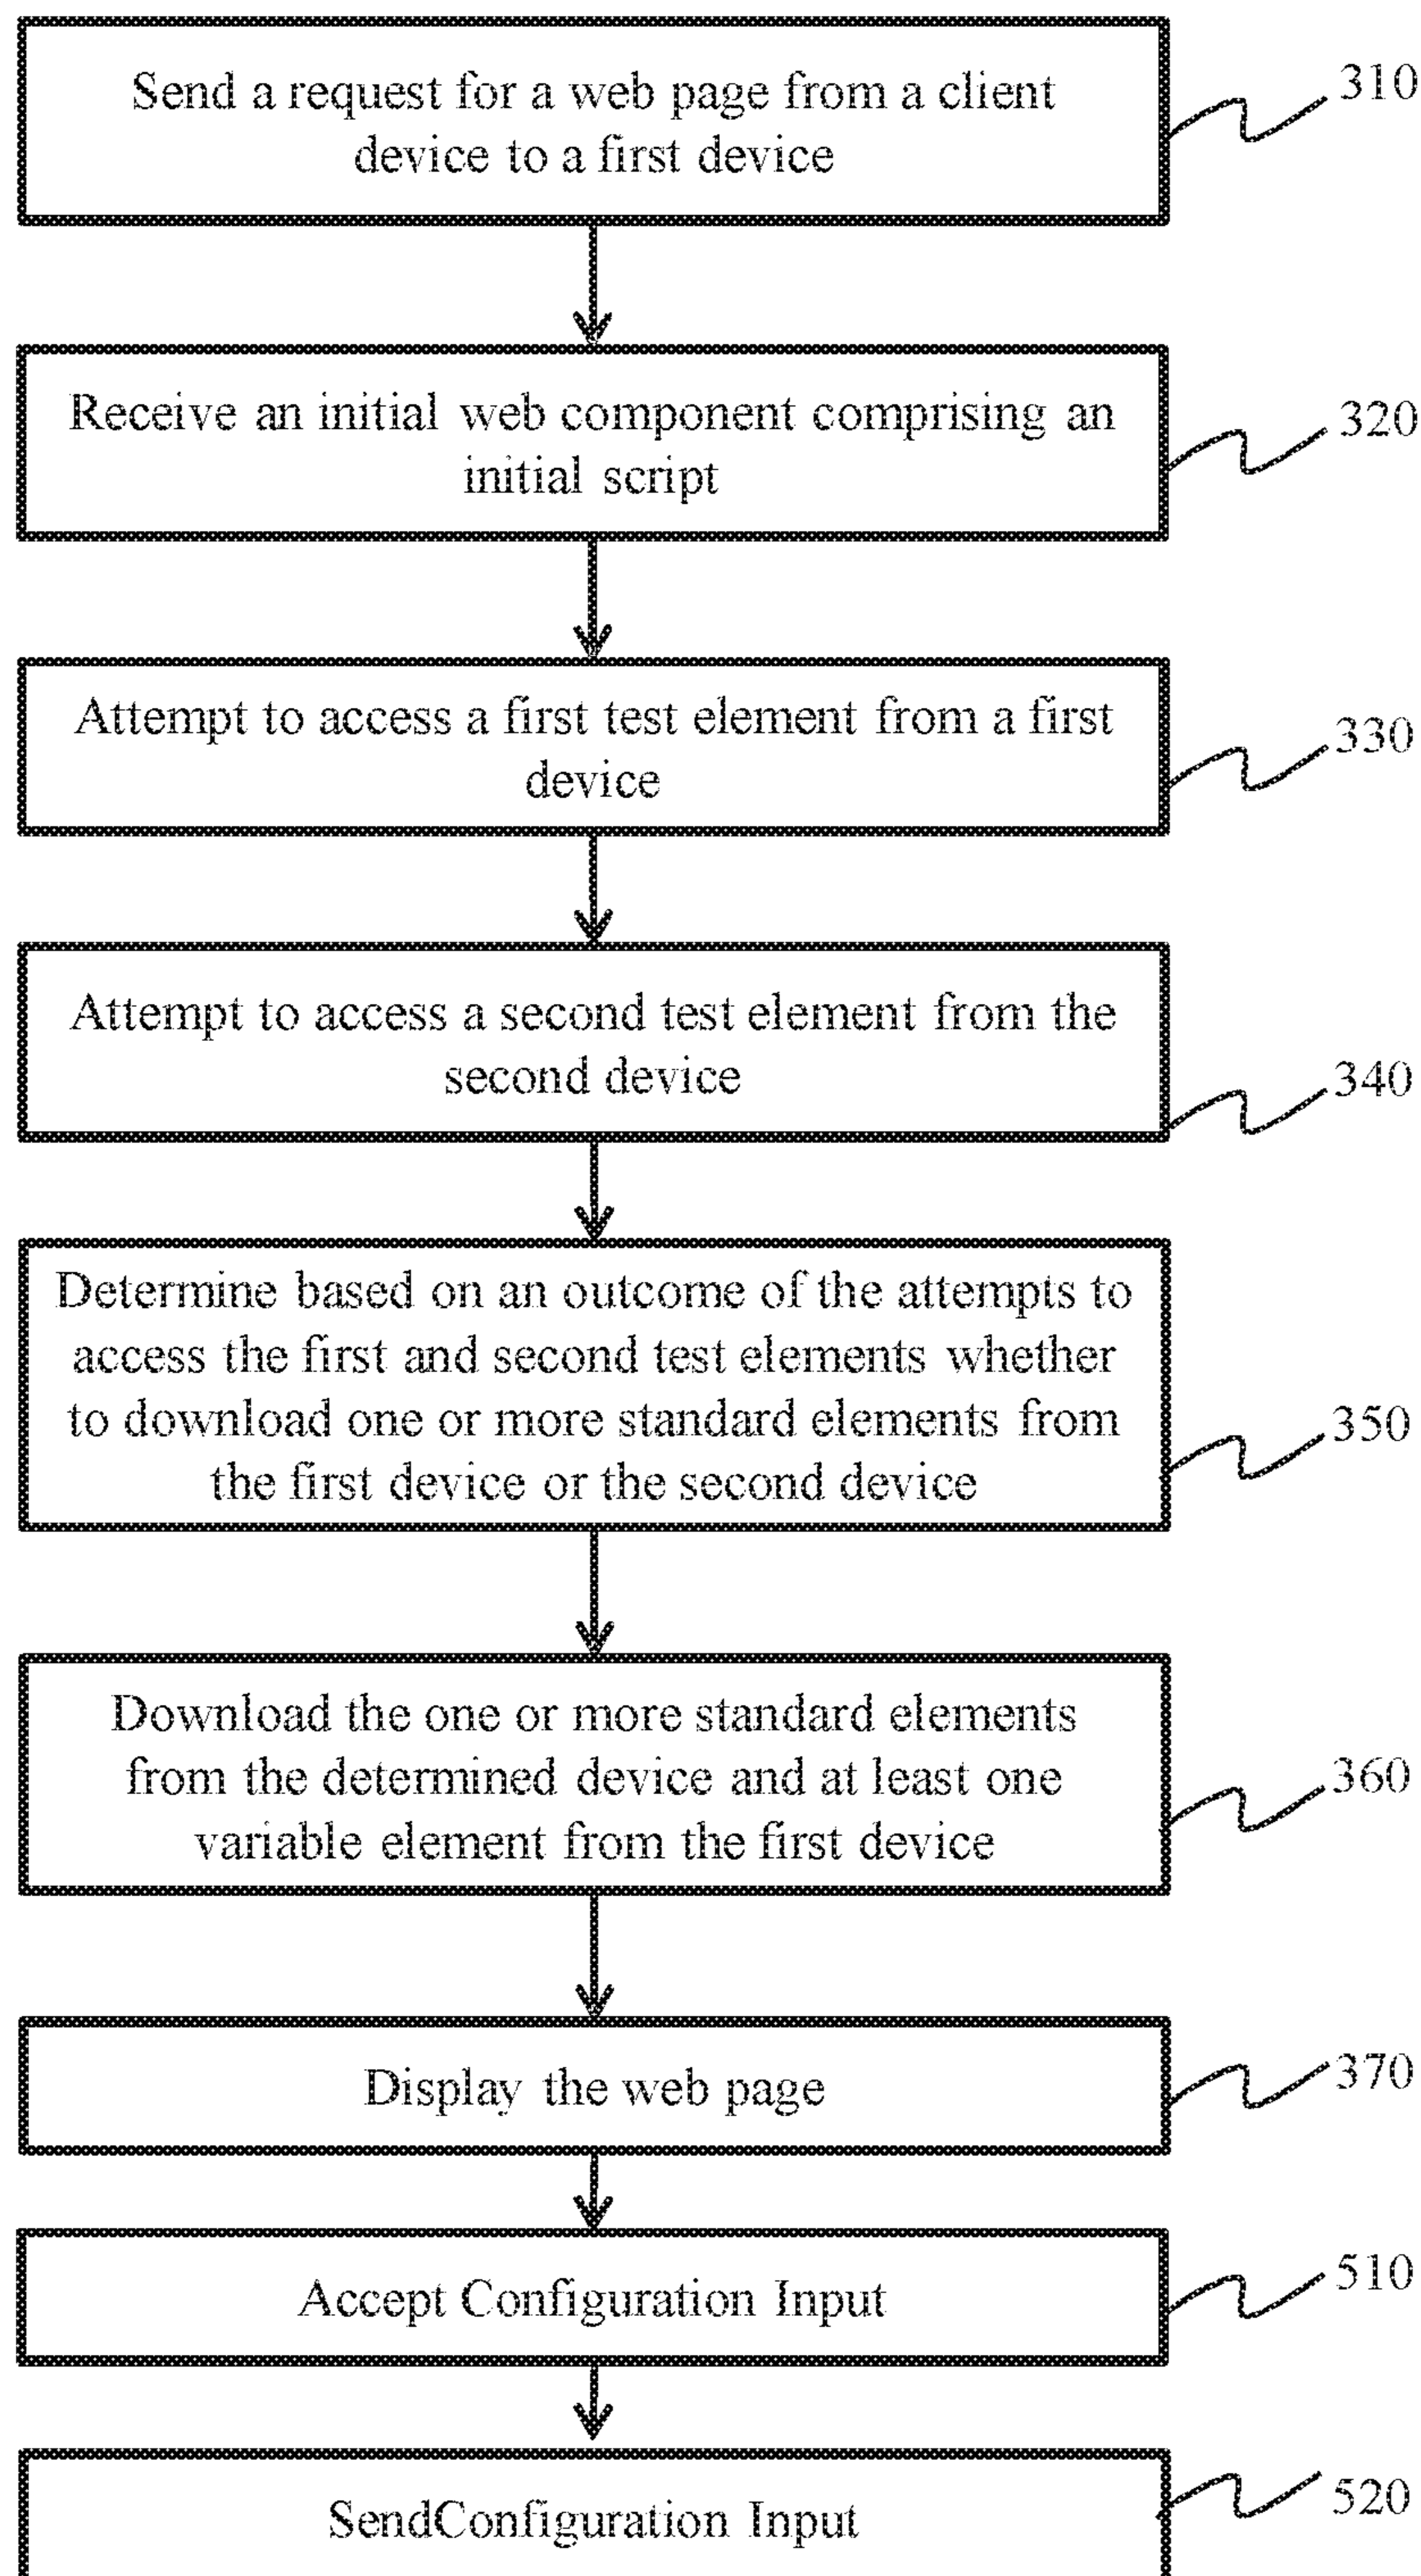 Send a request for a web page from a client
device to a first device
310
Receive an initial web component comprising an
initial script
320
Attempt to access a first test element from a first
device
330
Attempt to access a second test element from the
second device
340
Determine based on an outcome of the attempts to
access the first and second test elements whether
to download one or more standard elements from
the first device or the second device
350
Download the one or more standard elements
from the determined device and at least one
variable element from the first device
360
Display the web page
370
Accept Configuration Input
510
SendConfiguration Input
520